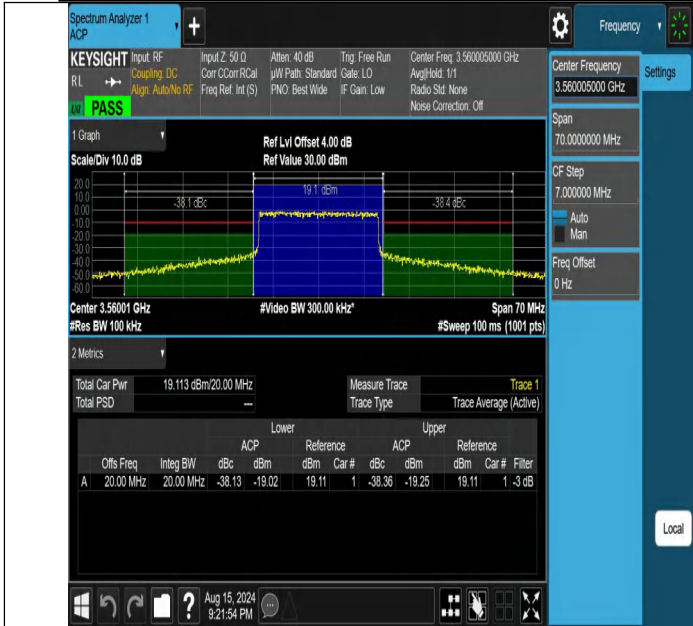 Spectrum Analyzer 1
ACP
+
Frequency
KEYSIGHT Input: RF Input Z: 50 Ω Atten: 40 dB Trig: Free Run Center Freq: 3.560005000 GHz
RL Coupling: DC Corr CCorr RCal µW Path: Standard Gate: LO Avg|Hold: 1/1
Align: Auto/No RF Freq Ref: Int (S) PNO: Best Wide IF Gain: Low Radio Std: None
PASS Noise Correction: Off
Center Frequency
3.560005000 GHz
Settings
Span
70.0000000 MHz
CF Step
7.000000 MHz
Auto
Man
Freq Offset
0 Hz
Local
1 Graph
Ref Lvl Offset 4.00 dB
Scale/Div 10.0 dB Ref Value 30.00 dBm
20.0
10.0
0.00
-10.0
-20.0
-30.0
-40.0
-50.0
-60.0
-38.1 dBc 19.1 dBm -38.4 dBc
Center 3.56001 GHz #Video BW 300.00 kHz* Span 70 MHz
#Res BW 100 kHz #Sweep 100 ms (1001 pts)
2 Metrics
Total Car Pwr 19.113 dBm/20.00 MHz Measure Trace Trace 1
Total PSD --- Trace Type Trace Average (Active)
Lower Upper
ACP Reference ACP Reference
Offs Freq Integ BW dBc dBm dBm Car # dBc dBm dBm Car # Filter
A 20.00 MHz 20.00 MHz -38.13 -19.02 19.11 1 -38.36 -19.25 19.11 1 -3 dB
? Aug 15, 2024
9:21:54 PM